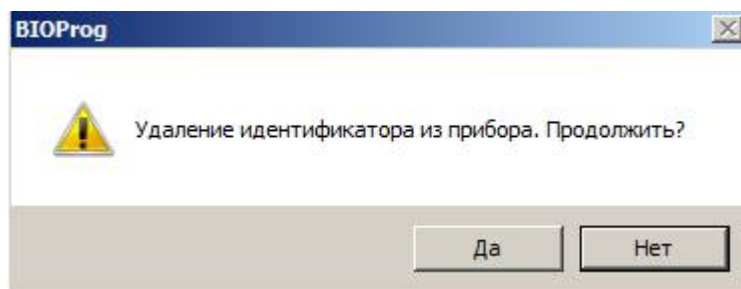 BIOProg
Удаление идентификатора из прибора. Продолжить?
Да
Нет